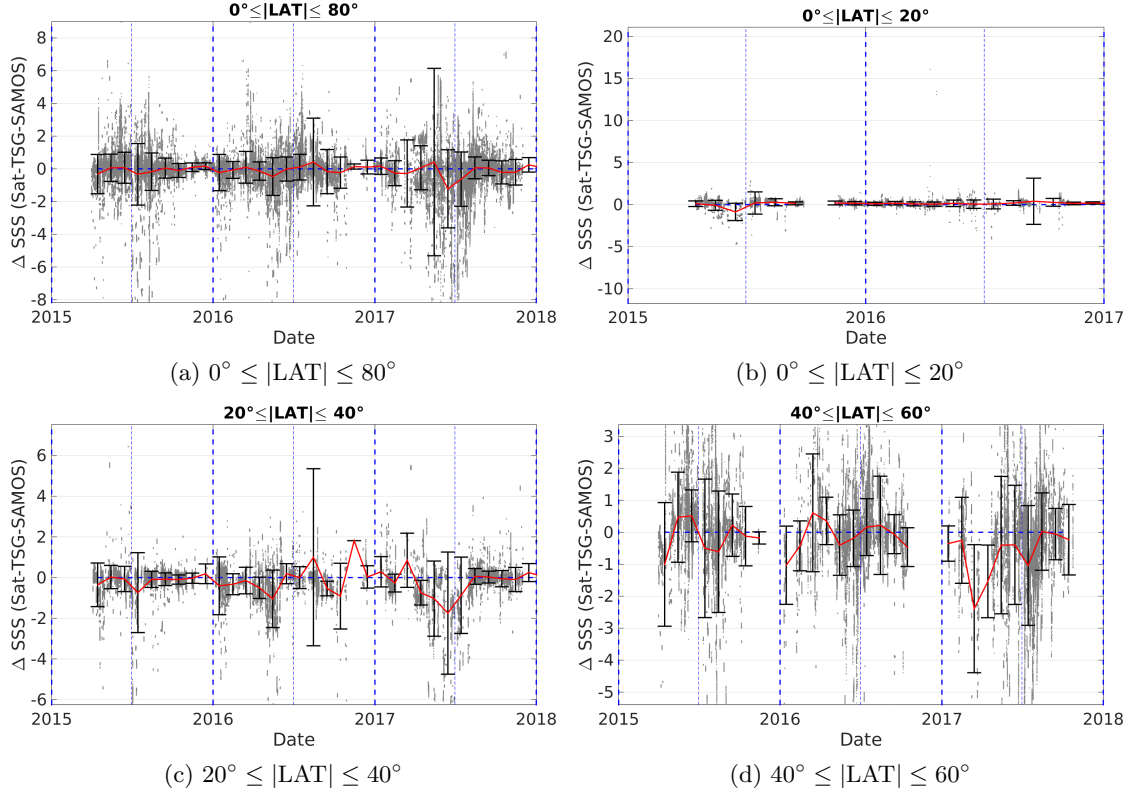 0°≤|LAT|≤ 80°
Δ SSS (Sat-TSG-SAMOS)
8
6
4
2
0
-2
-4
-6
-8
2015
2016
2017
2018
Date
(a) 0° ≤ |LAT| ≤ 80°
0°≤|LAT|≤ 20°
Δ SSS (Sat-TSG-SAMOS)
20
15
10
5
0
-5
-10
2015
2016
2017
Date
(b) 0° ≤ |LAT| ≤ 20°
20°≤|LAT|≤ 40°
Δ SSS (Sat-TSG-SAMOS)
6
4
2
0
-2
-4
-6
2015
2016
2017
2018
Date
(c) 20° ≤ |LAT| ≤ 40°
40°≤|LAT|≤ 60°
Δ SSS (Sat-TSG-SAMOS)
3
2
1
0
-1
-2
-3
-4
-5
2015
2016
2017
2018
Date
(d) 40° ≤ |LAT| ≤ 60°